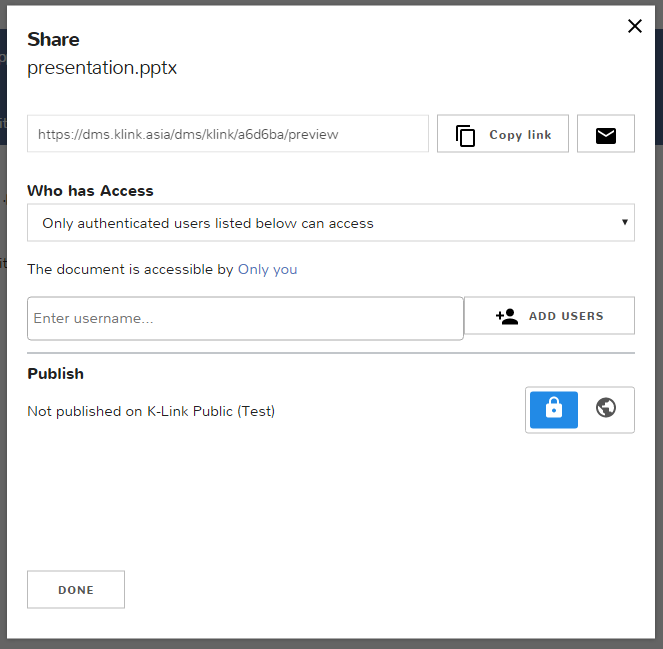 Share
presentation.pptx
https://dms.klink.asia/dms/klink/a6d6ba/preview
Copy link
Who has Access
Only authenticated users listed below can access
The document is accessible by Only you
Enter username...
ADD USERS
Publish
Not published on K-Link Public (Test)
DONE